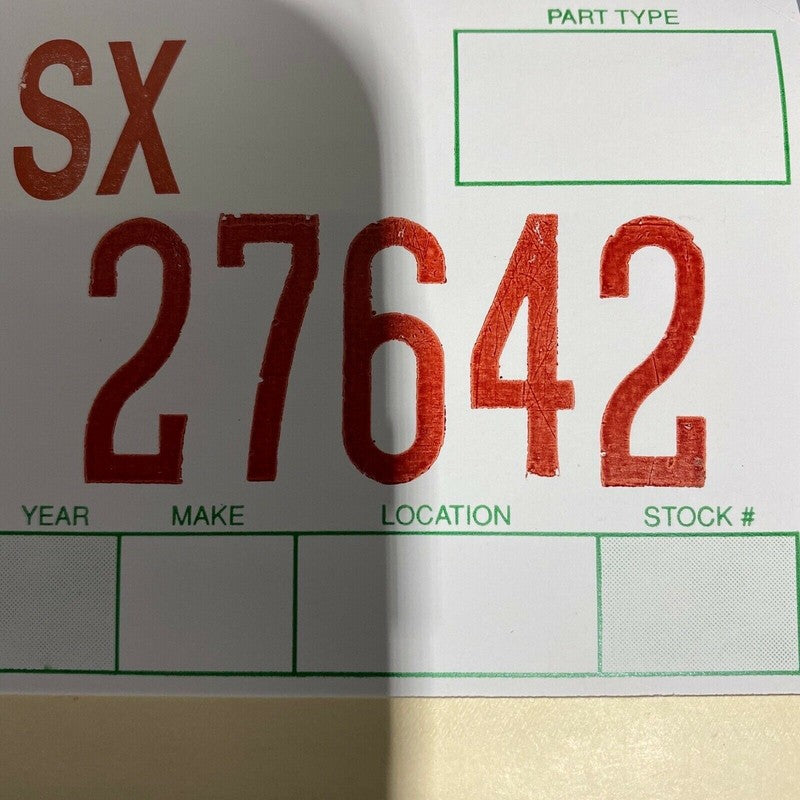 PART TYPE
SX
27642
YEAR MAKE LOCATION STOCK #